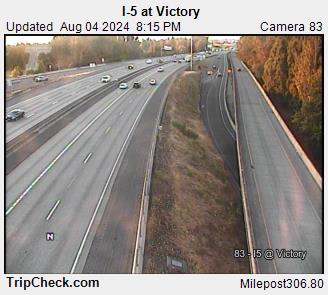 I-5 at Victory
Updated Aug 04 2024 8:15 PM Camera 83
N
83 - I5 @ Victory
TripCheck.com Milepost306.80